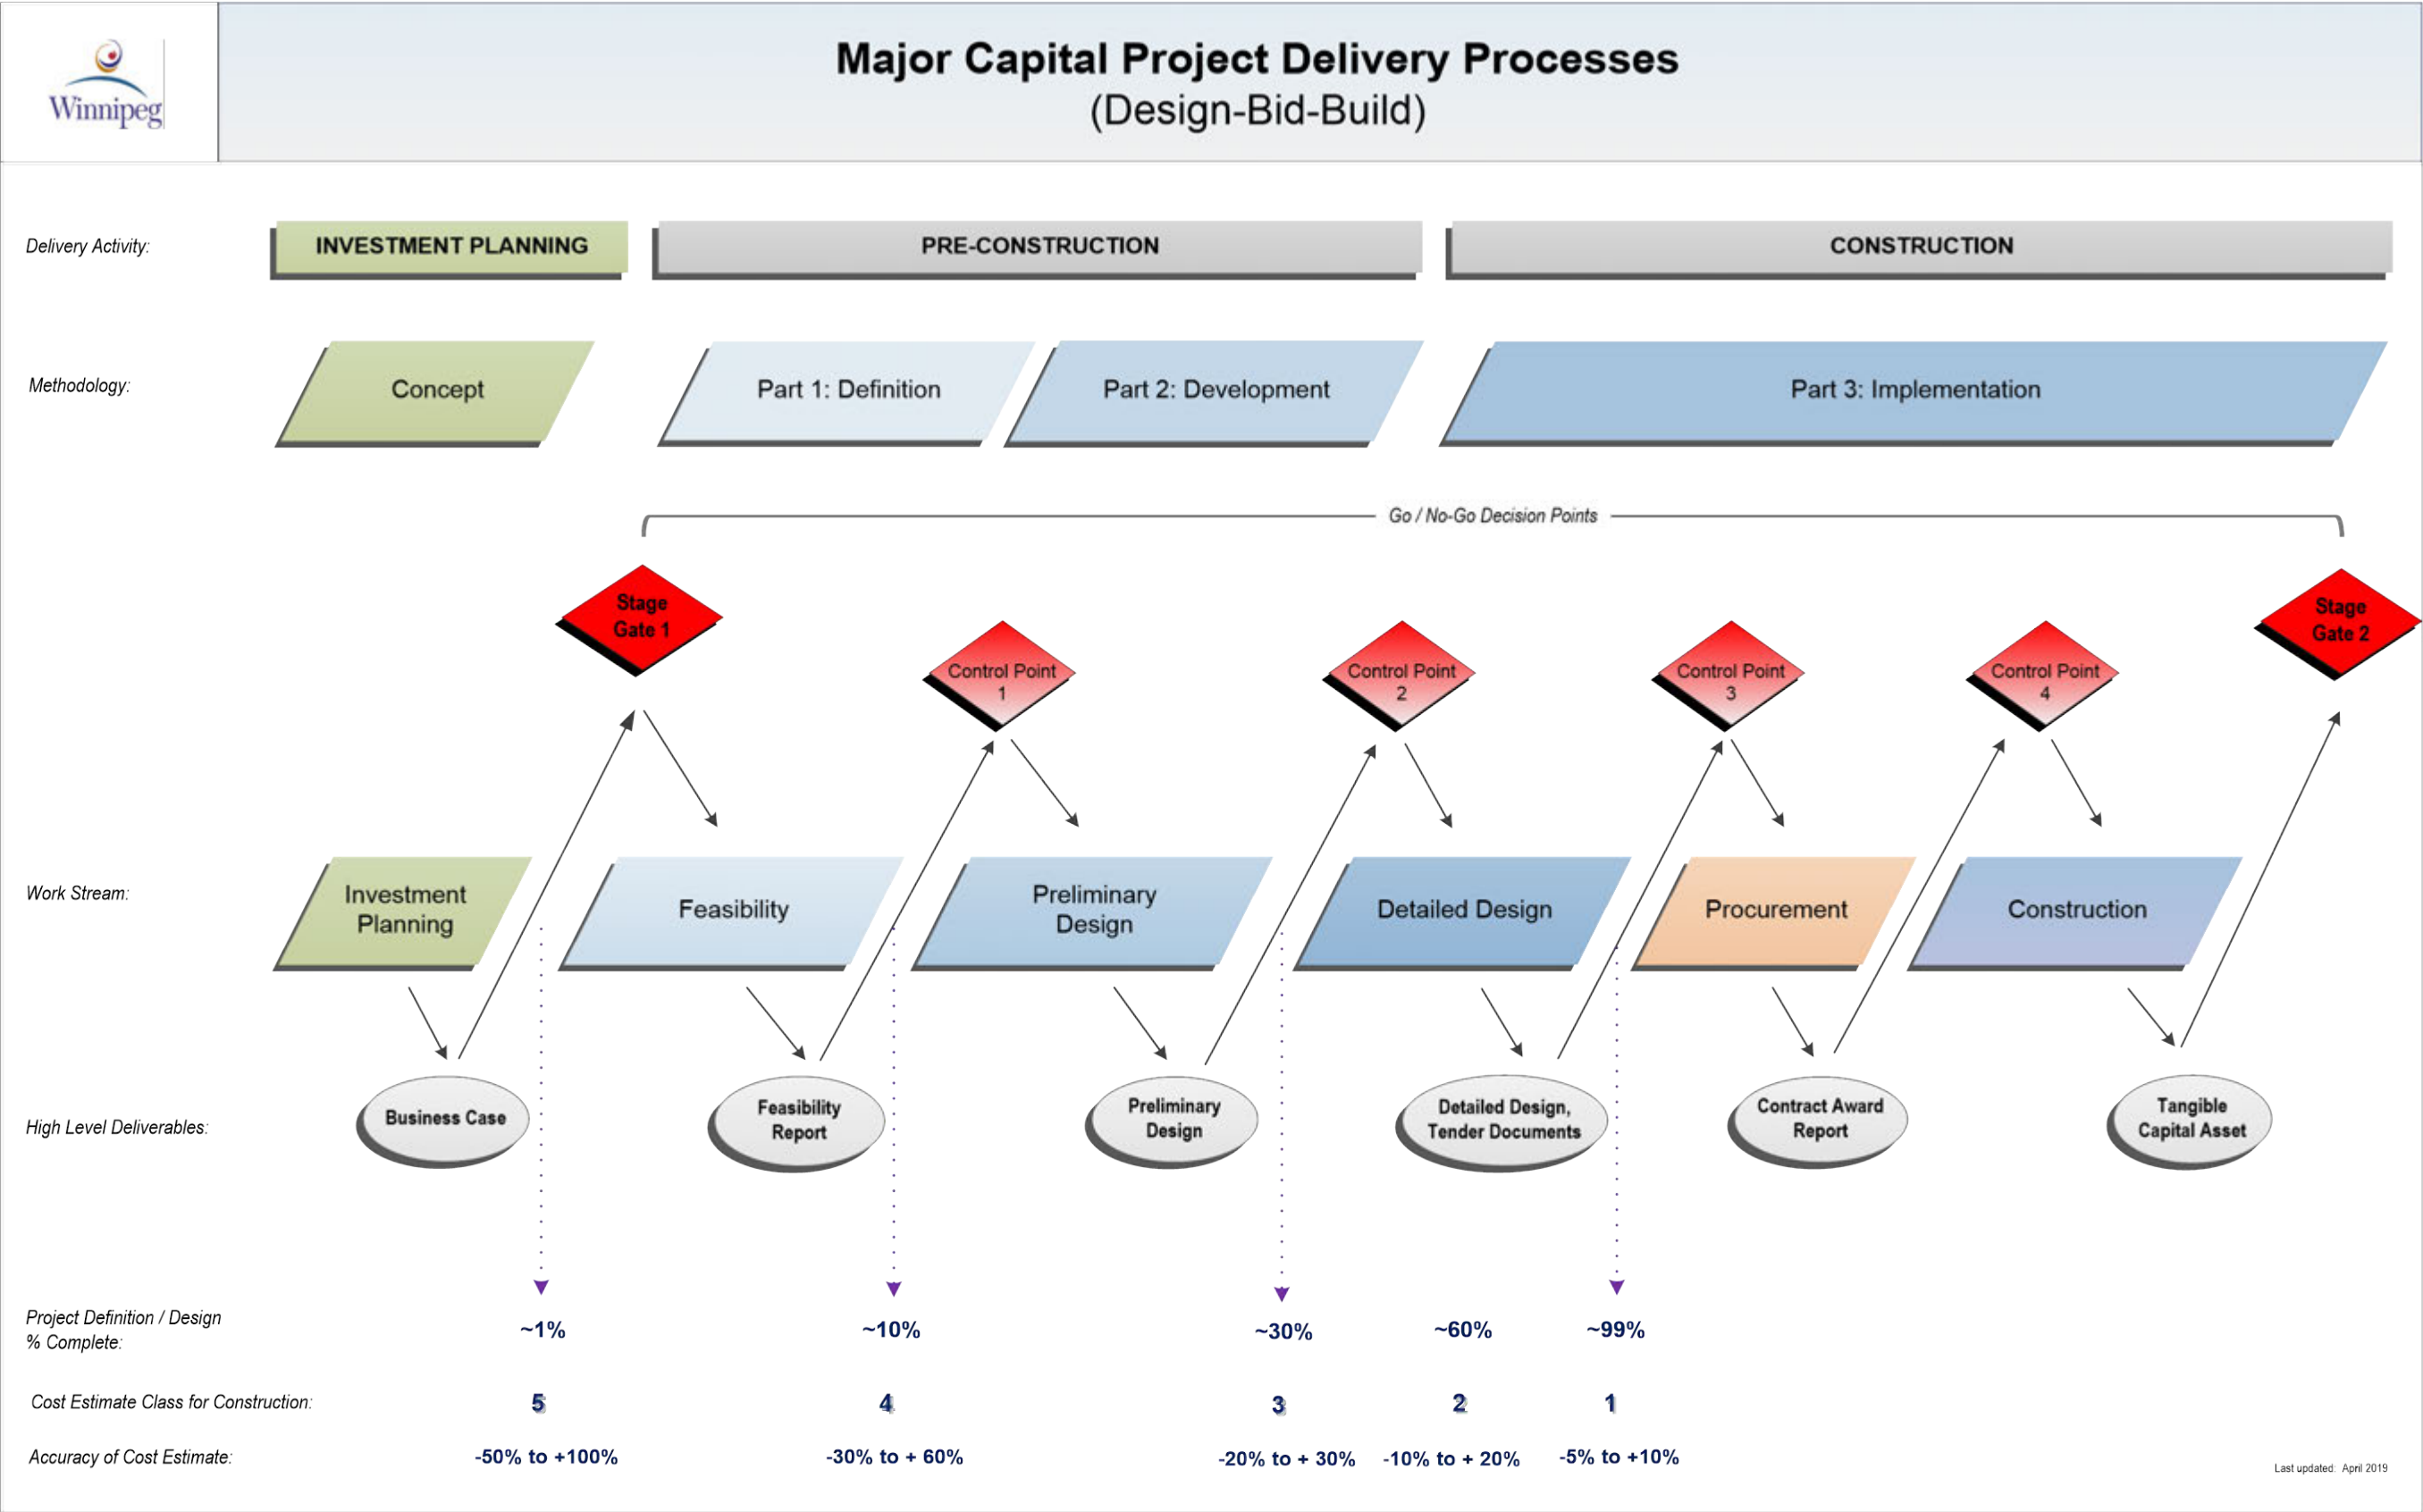 Winnipeg
Major Capital Project Delivery Processes
(Design-Bid-Build)
Delivery Activity:
INVESTMENT PLANNING
PRE-CONSTRUCTION
CONSTRUCTION
Methodology:
Concept
Part 1: Definition
Part 2: Development
Part 3: Implementation
Go / No-Go Decision Points
Stage
Gate 1
Control Point
1
Control Point
2
Control Point
3
Control Point
4
Stage
Gate 2
Work Stream:
Investment
Planning
Feasibility
Preliminary
Design
Detailed Design
Procurement
Construction
High Level Deliverables:
Business Case
Feasibility
Report
Preliminary
Design
Detailed Design,
Tender Documents
Contract Award
Report
Tangible
Capital Asset
Project Definition / Design
% Complete:
~1%
~10%
~30%
~60%
~99%
Cost Estimate Class for Construction:
5
4
3
2
1
Accuracy of Cost Estimate:
-50% to +100%
-30% to + 60%
-20% to + 30%
-10% to + 20%
-5% to +10%
Last updated: April 2019